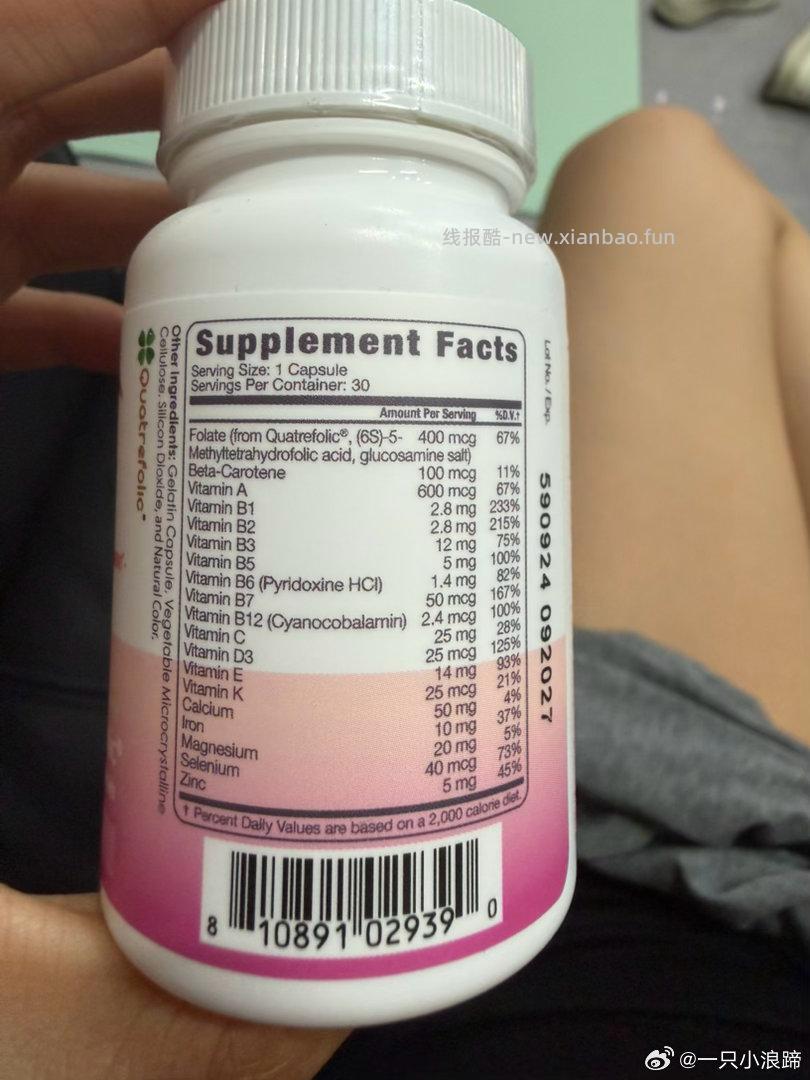 线报酷-new.xianbao.fun
Supplement Facts
Serving Size: 1 Capsule
Servings Per Container: 30
Amount Per Serving %D.V.†
Folate (from Quatrefolic®, (6S)-5- 400 mcg 67%
Methyltetrahydrofolic acid, glucosamine salt)
Beta-Carotene 100 mcg 11%
Vitamin A 600 mcg 67%
Vitamin B1 2.8 mg 233%
Vitamin B2 2.8 mg 215%
Vitamin B3 12 mg 75%
Vitamin B5 5 mg 100%
Vitamin B6 (Pyridoxine HCl) 1.4 mg 82%
Vitamin B7 50 mcg 167%
Vitamin B12 (Cyanocobalamin) 2.4 mcg 100%
Vitamin C 25 mg 28%
Vitamin D3 25 mcg 125%
Vitamin E 14 mg 93%
Vitamin K 25 mcg 21%
Calcium 50 mg 4%
Iron 10 mg 37%
Magnesium 20 mg 5%
Selenium 40 mcg 73%
Zinc 5 mg 45%
† Percent Daily Values are based on a 2,000 calorie diet.
Other Ingredients: Gelatin Capsule, Vegetable Microcrystalline
Cellulose, Silicon Dioxide, and Natural Color.
Quatrefolic®
Lot No. / Exp.
590924 092027
8 10891 02939 0
@一只小浪蹄